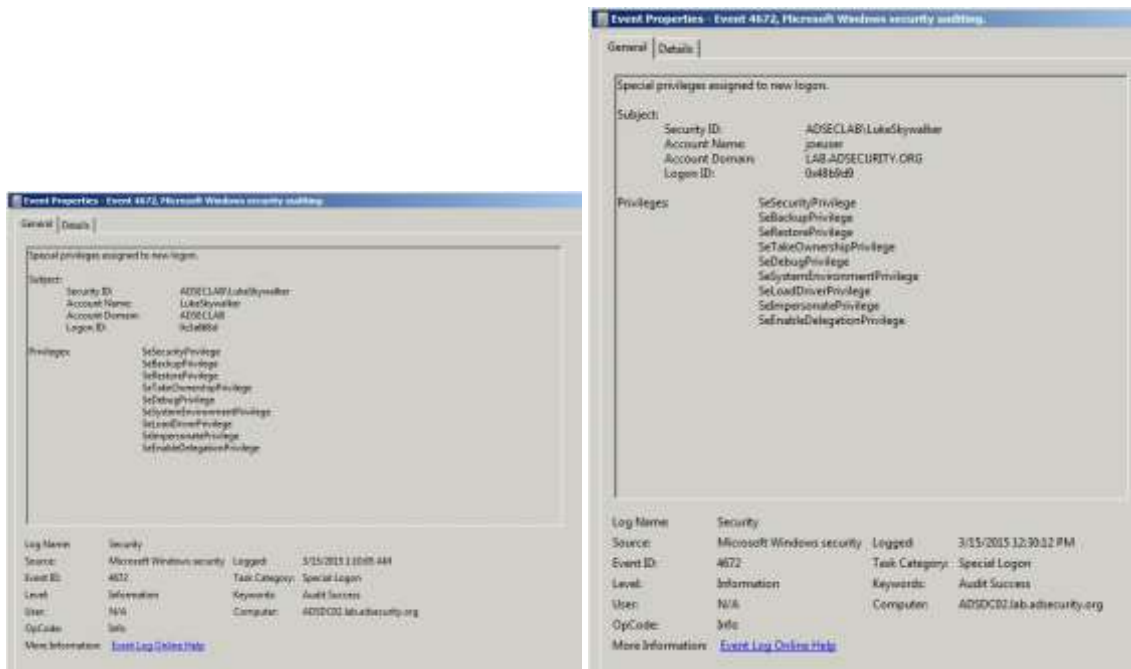 Event Properties - Event 4672, Microsoft Windows security auditing.
General Details
Special privileges assigned to new logon.
Subject:
Security ID: ADSECLAB\LukeSkywalker
Account Name: LukeSkywalker
Account Domain: ADSECLAB
Logon ID:
Privileges: SeSecurityPrivilege
SeBackupPrivilege
SeRestorePrivilege
SeTakeOwnershipPrivilege
SeDebugPrivilege
SeSystemEnvironmentPrivilege
SeLoadDriverPrivilege
SeImpersonatePrivilege
SeEnableDelegationPrivilege
Log Name: Security
Source: Microsoft Windows security Logged: 3/15/2015
Event ID: 4672 Task Category: Special Logon
Level: Information Keywords: Audit Success
User: N/A Computer: ADSDC02.lab.adsecurity.org
OpCode: Info
More Information: Event Log Online Help
Event Properties - Event 4672, Microsoft Windows security auditing.
General Details
Special privileges assigned to new logon.
Subject:
Security ID: ADSECLAB\LukeSkywalker
Account Name: joeuser
Account Domain: LAB.ADSECURITY.ORG
Logon ID: 0x48b9d9
Privileges: SeSecurityPrivilege
SeBackupPrivilege
SeRestorePrivilege
SeTakeOwnershipPrivilege
SeDebugPrivilege
SeSystemEnvironmentPrivilege
SeLoadDriverPrivilege
SeImpersonatePrivilege
SeEnableDelegationPrivilege
Log Name: Security
Source: Microsoft Windows security Logged: 3/15/2015 12:30:12 PM
Event ID: 4672 Task Category: Special Logon
Level: Information Keywords: Audit Success
User: N/A Computer: ADSDC02.lab.adsecurity.org
OpCode: Info
More Information: Event Log Online Help